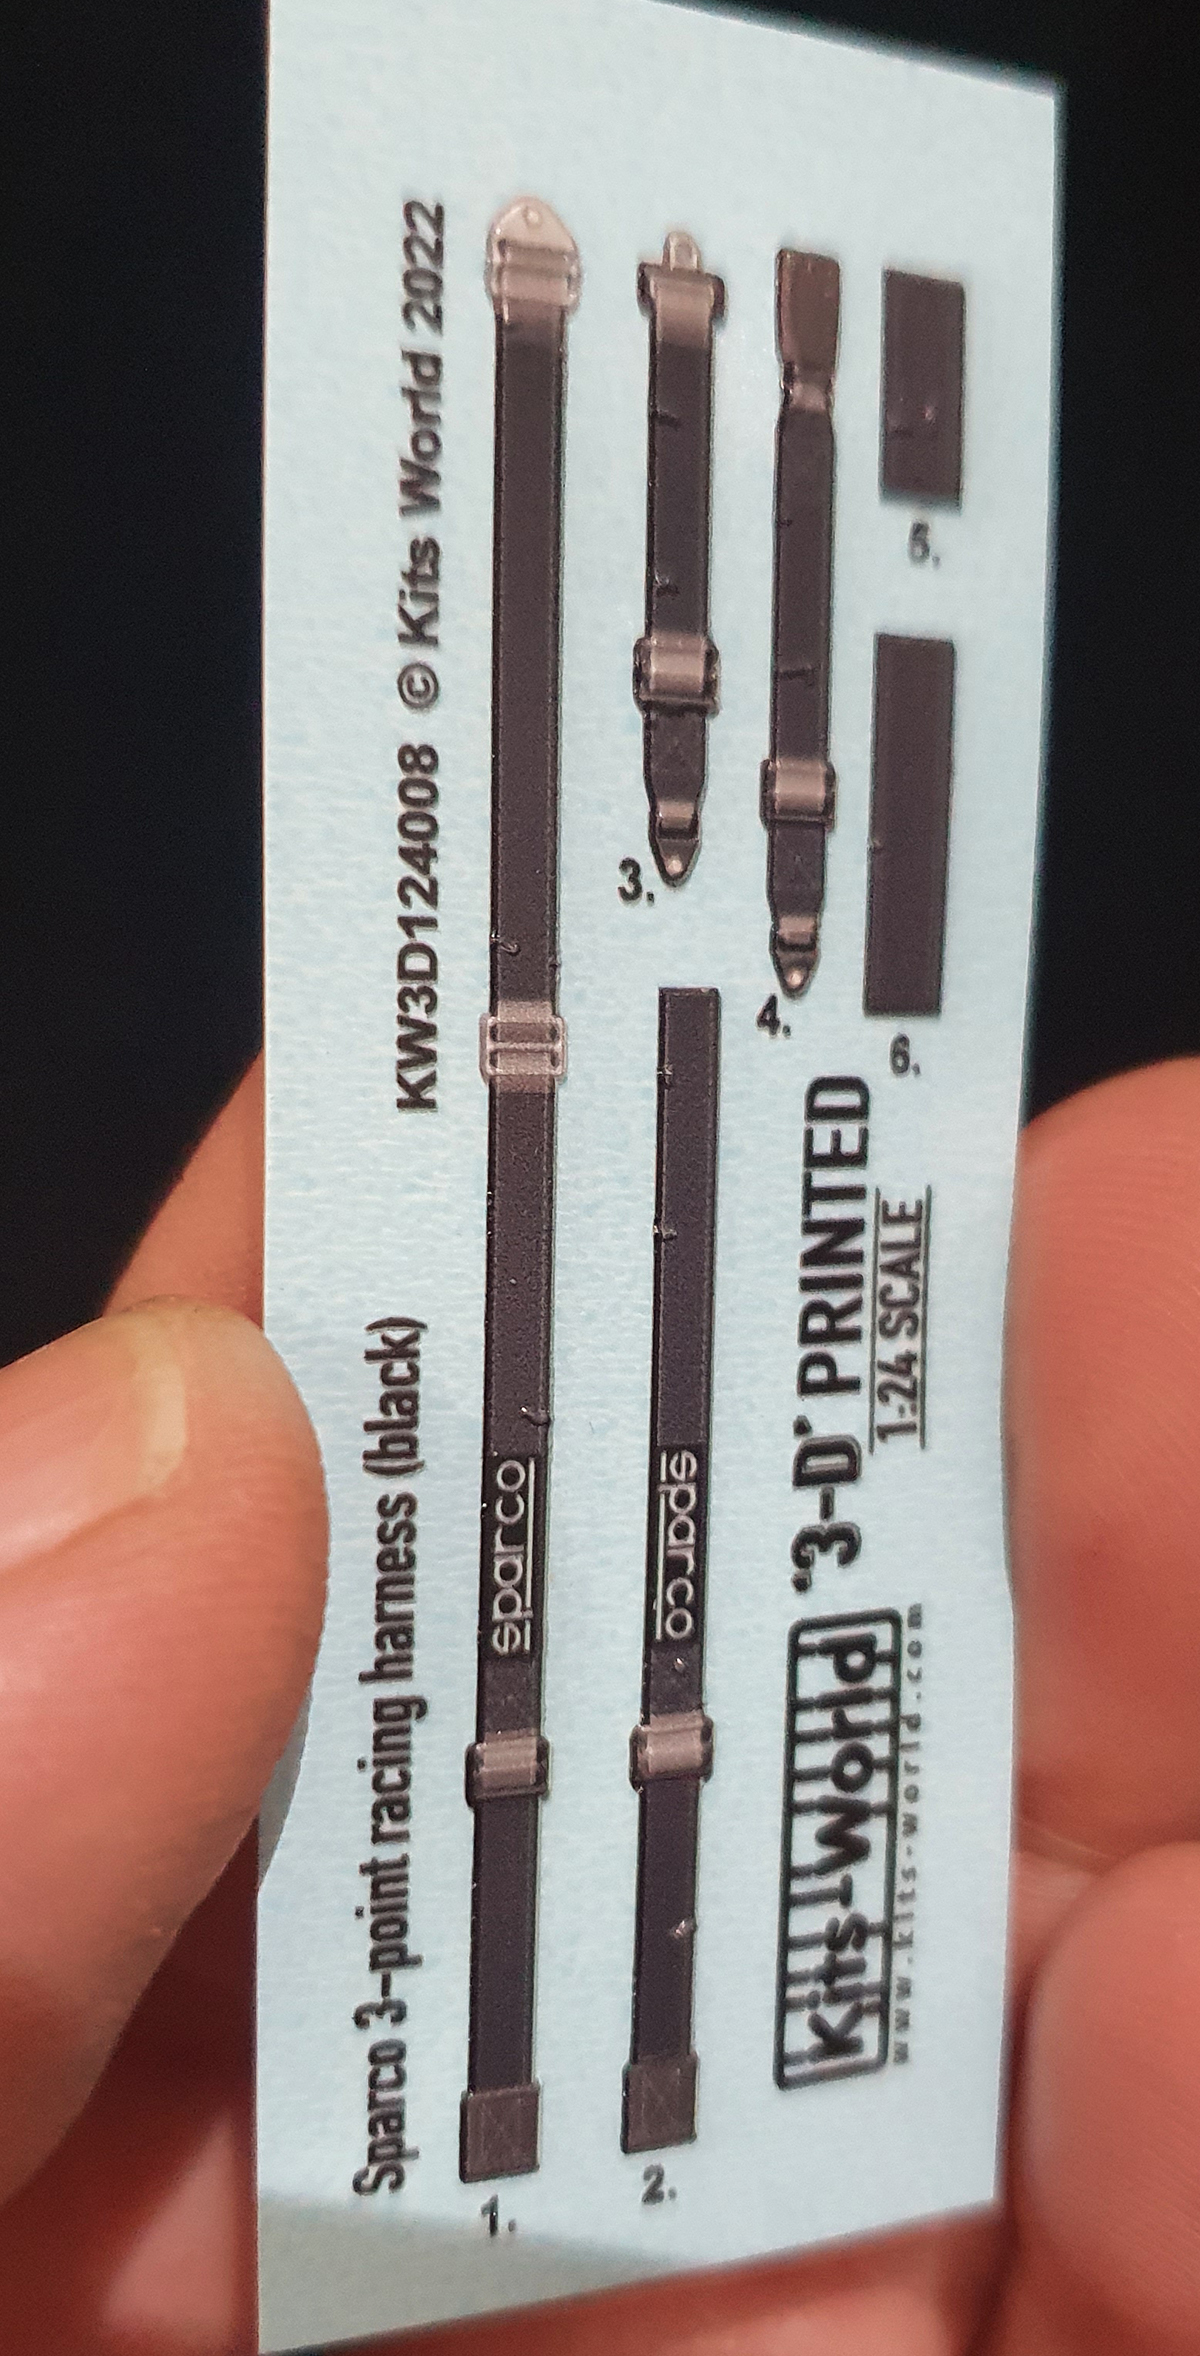 Sparco 3-point racing harness (black)
KW3D124008 © Kits World 2022
1.
sparco
2.
sparco
3.
4.
5.
6.
Kits-World
www.kits-world.com
'3-D' PRINTED
1:24 SCALE